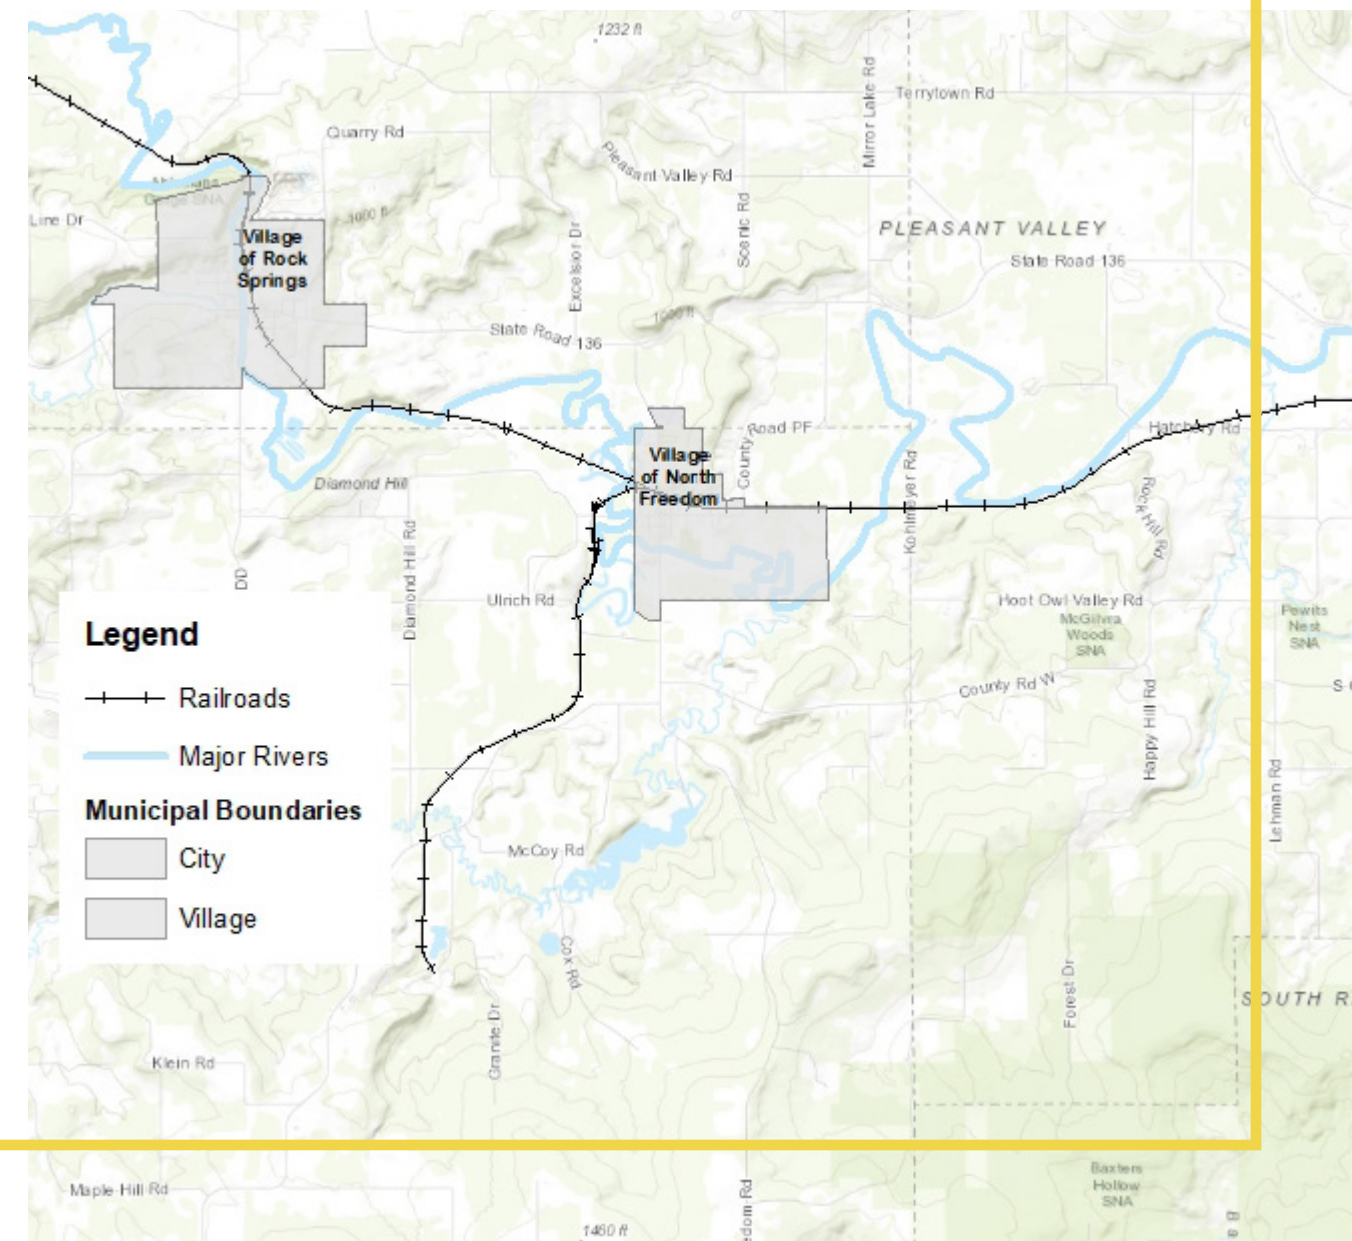 1232 ft
Terrytown Rd
Mirror Lake Rd
Quarry Rd
Pleasant Valley Rd
Scenic Rd
Line Dr
1000 ft
PLEASANT VALLEY
State Road 136
Village
of Rock
Springs
Excelsior Dr
1000 ft
State Road 136
Road PF
County
Hatchery Rd
Village
of North
Freedom
Diamond Hill
Kohlmeyer Rd
Rock Hill Rd
Diamond Hill Rd
DD
Ulrich Rd
Hoot Owl Valley Rd
McGilvra
Woods
SNA
Pewits
Nest
SNA
County Rd W
Happy Hill Rd
Lehman Rd
Legend
Railroads
Major Rivers
Municipal Boundaries
City
Village
McCoy Rd
Cox Rd
Granite Dr
Forest Dr
SOUTH R
Klein Rd
Maple Hill Rd
Baxters
Hollow
SNA
edom Rd
1460 ft